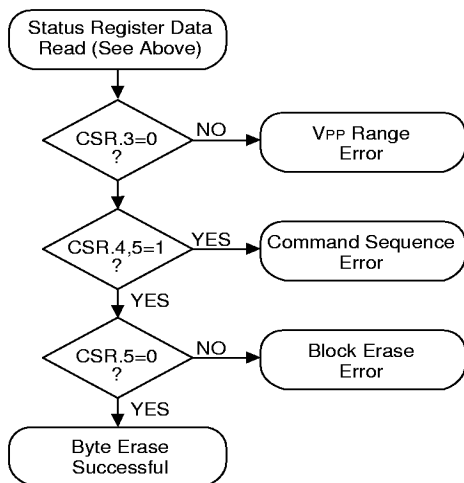 Status Register Data
Read (See Above)
CSR.3=0
?
NO
VPP Range
Error
CSR.4,5=1
?
YES
Command Sequence
Error
YES
CSR.5=0
?
NO
Block Erase
Error
YES
Byte Erase
Successful